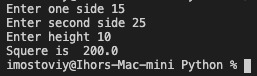 Enter one side 15
Enter second side 25
Enter height 10
Squere is  200.0
imostoviy@Ihors-Mac-mini Python %